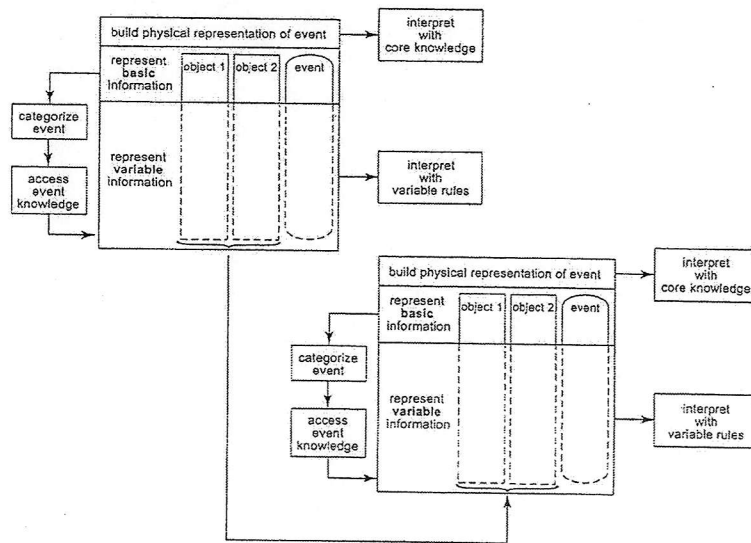 build physical representation of event
interpret
with
core knowledge
represent
basic
information
object 1
object 2
event
categorize
event
access
event
knowledge
represent
variable
information
interpret
with
variable rules
build physical representation of event
interpret
with
core knowledge
represent
basic
information
object 1
object 2
event
categorize
event
access
event
knowledge
represent
variable
information
interpret
with
variable rules